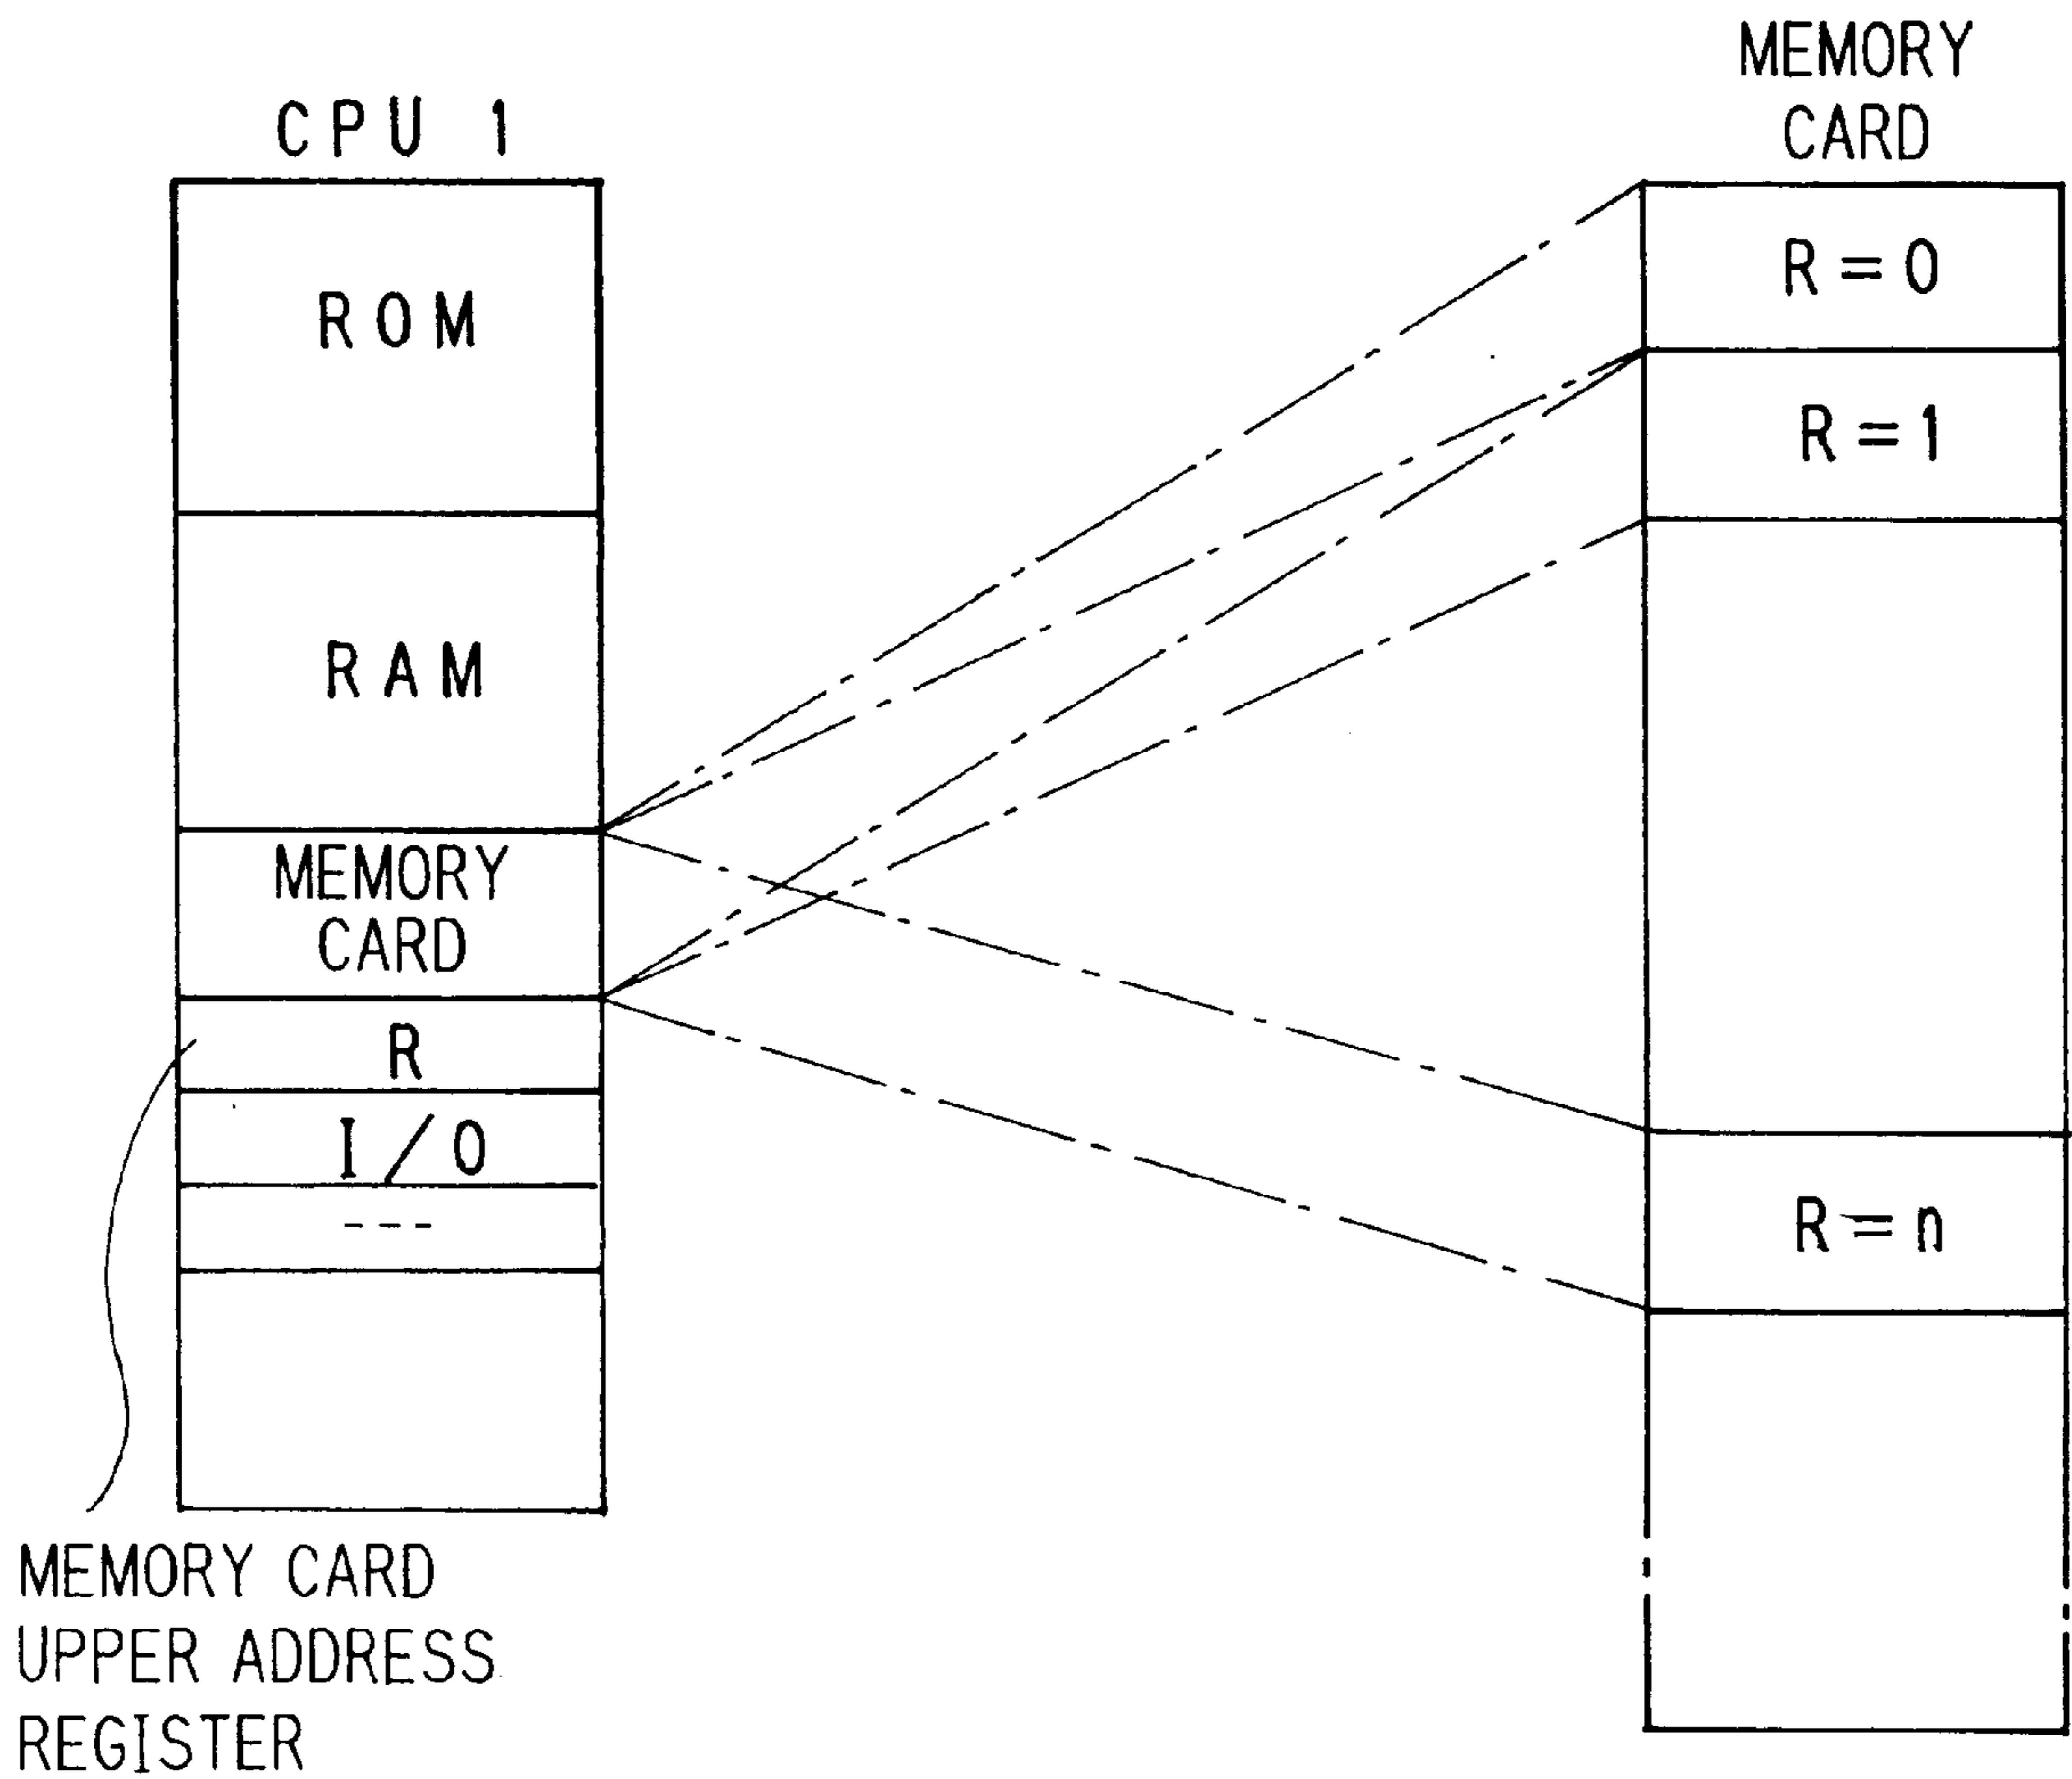 CPU 1
ROM
RAM
MEMORY
CARD
R
I/O
---
MEMORY CARD
UPPER ADDRESS
REGISTER
MEMORY
CARD
R=0
R=1
R=n